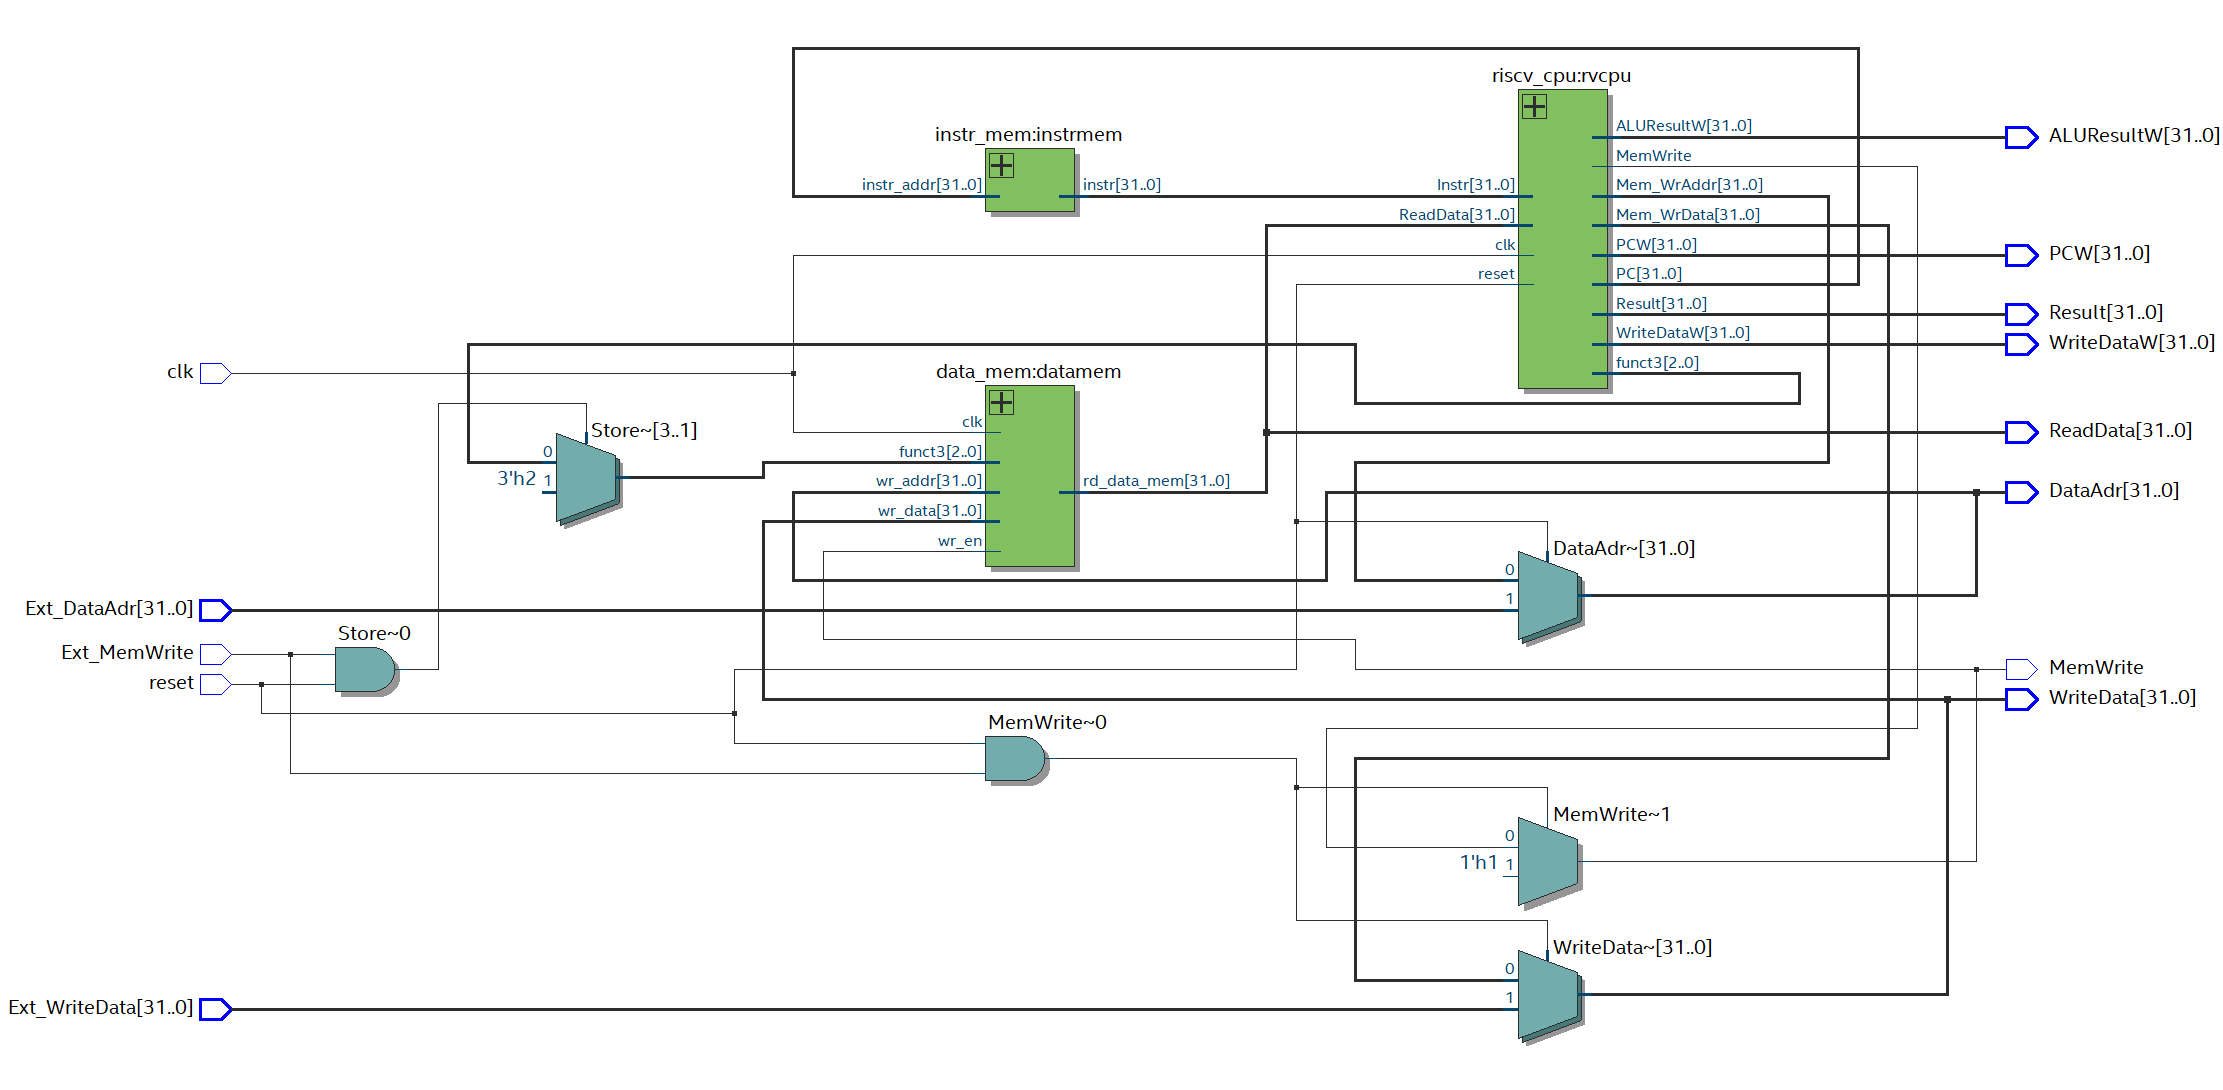 riscv_cpu:rvcpu
ALUResultW[31..0]
ALUResultW[31..0]
instr_mem:instrmem
MemWrite
instr_addr[31..0]
instr[31..0]
Instr[31..0]
Mem_WrAddr[31..0]
ReadData[31..0]
Mem_WrData[31..0]
clk
PCW[31..0]
PCW[31..0]
reset
PC[31..0]
Result[31..0]
Result[31..0]
WriteDataW[31..0]
WriteDataW[31..0]
funct3[2..0]
clk
data_mem:datamem
clk
Store~[3..1]
ReadData[31..0]
0
funct3[2..0]
3'h2
1
wr_addr[31..0]
rd_data_mem[31..0]
DataAdr[31..0]
wr_data[31..0]
wr_en
DataAdr~[31..0]
0
1
Ext_DataAdr[31..0]
Store~0
Ext_MemWrite
MemWrite
reset
WriteData[31..0]
MemWrite~0
MemWrite~1
0
1'h1
1
WriteData~[31..0]
0
1
Ext_WriteData[31..0]